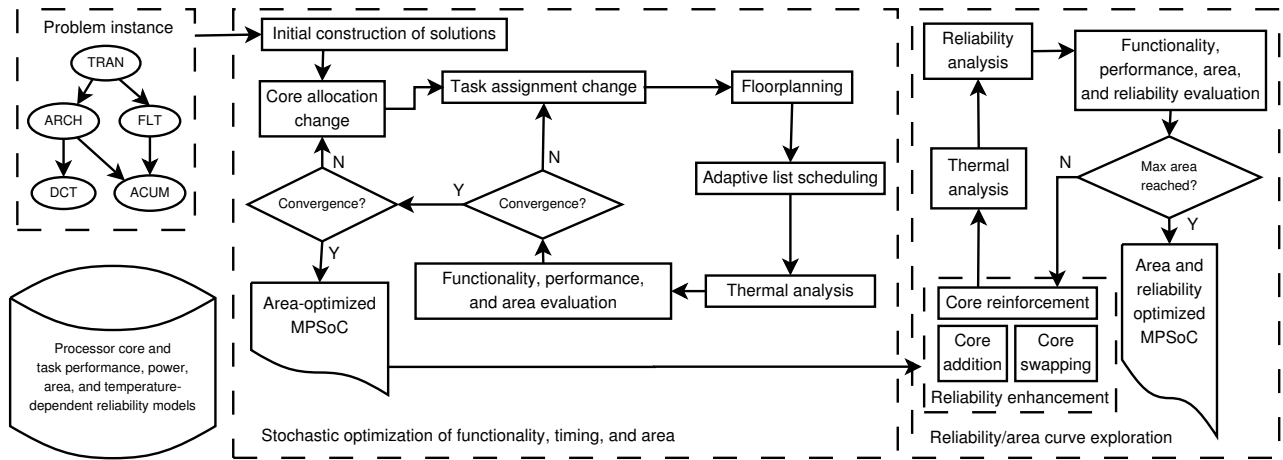 Problem instance
TRAN
ARCH
FLT
DCT
ACUM
Processor core and
task performance, power,
area, and temperature-
dependent reliability models
Initial construction of solutions
Core allocation
change
Task assignment change
Floorplanning
Adaptive list scheduling
Thermal analysis
Functionality, performance,
and area evaluation
Convergence?
N
Y
Convergence?
N
Y
Area-optimized
MPSoC
Stochastic optimization of functionality, timing, and area
Reliability
analysis
Functionality,
performance, area,
and reliability evaluation
Thermal
analysis
N
Max area
reached?
Y
Core reinforcement
Core
addition
Core
swapping
Reliability enhancement
Area and
reliability
optimized
MPSoC
Reliability/area curve exploration